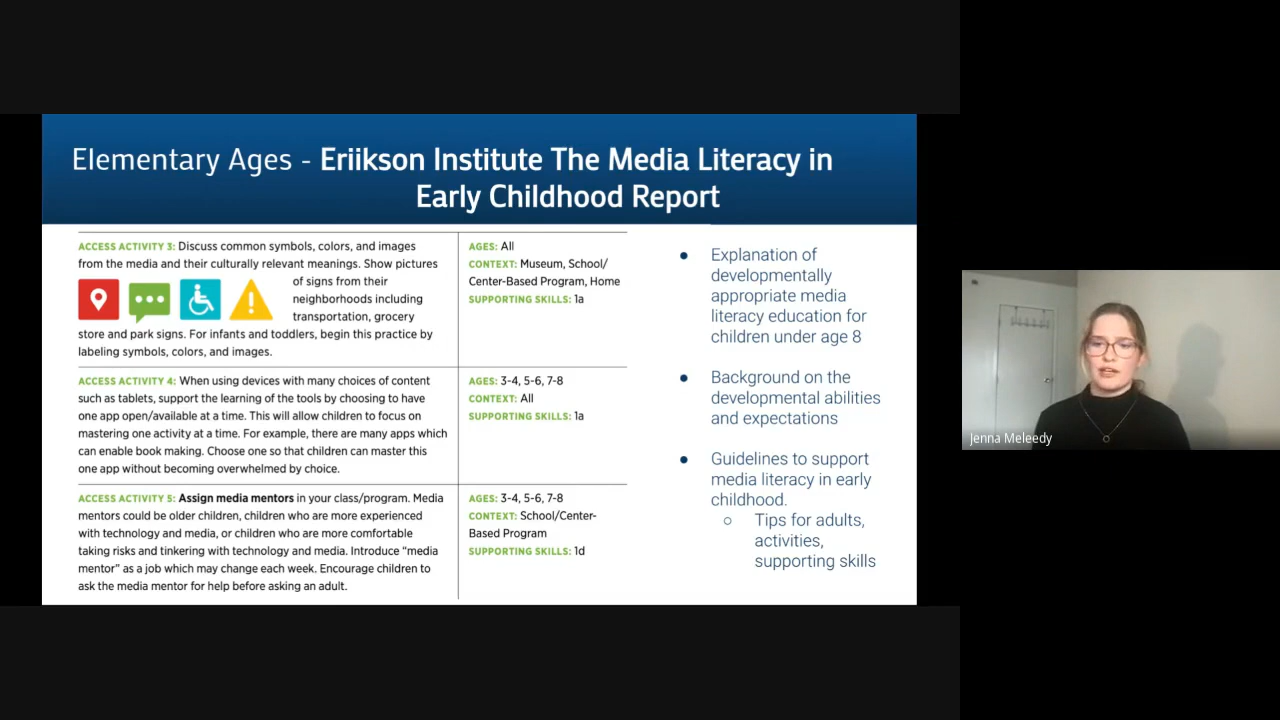 Elementary Ages - Eriikson Institute The Media Literacy in
Early Childhood Report
ACCESS ACTIVITY 3: Discuss common symbols, colors, and images
from the media and their culturally relevant meanings. Show pictures
of signs from their
neighborhoods including
transportation, grocery
store and park signs. For infants and toddlers, begin this practice by
labeling symbols, colors, and images.
AGES: All
CONTEXT: Museum, School/
Center-Based Program, Home
SUPPORTING SKILLS: 1a
ACCESS ACTIVITY 4: When using devices with many choices of content
such as tablets, support the learning of the tools by choosing to have
one app open/available at a time. This will allow children to focus on
mastering one activity at a time. For example, there are many apps which
can enable book making. Choose one so that children can master this
one app without becoming overwhelmed by choice.
AGES: 3-4, 5-6, 7-8
CONTEXT: All
SUPPORTING SKILLS: 1a
ACCESS ACTIVITY 5: Assign media mentors in your class/program. Media
mentors could be older children, children who are more experienced
with technology and media, or children who are more comfortable
taking risks and tinkering with technology and media. Introduce “media
mentor” as a job which may change each week. Encourage children to
ask the media mentor for help before asking an adult.
AGES: 3-4, 5-6, 7-8
CONTEXT: School/Center-
Based Program
SUPPORTING SKILLS: 1d
● Explanation of
developmentally
appropriate media
literacy education for
children under age 8
● Background on the
developmental abilities
and expectations
● Guidelines to support
media literacy in early
childhood.
○ Tips for adults,
activities,
supporting skills
Jenna Meleedy